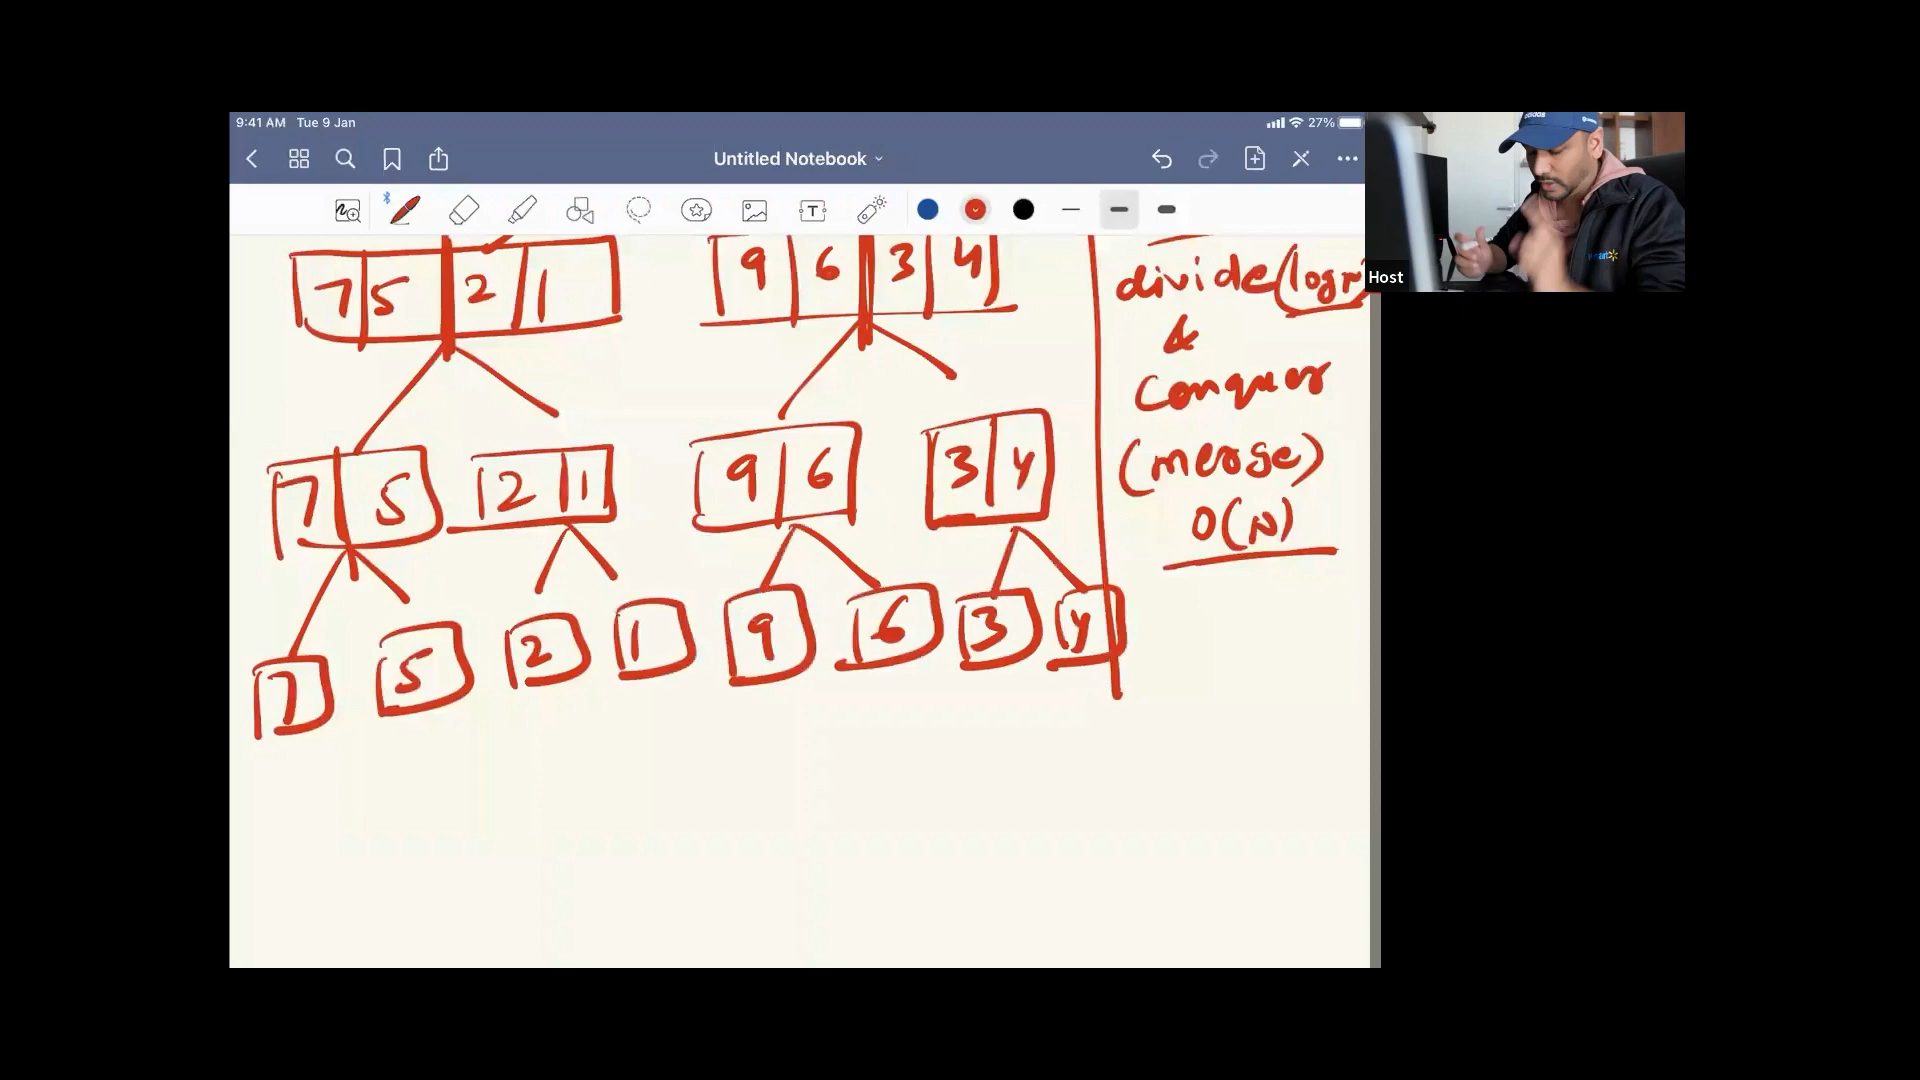 9:41 AM Tue 9 Jan
27%
Untitled Notebook
T
adidas
Host
7 5 2 1
9 6 3 4
divide (logn)
&
Conquer
(merge)
O(N)
7 5 2 1 9 6 3 4
7 5 2 1 9 6 3 4